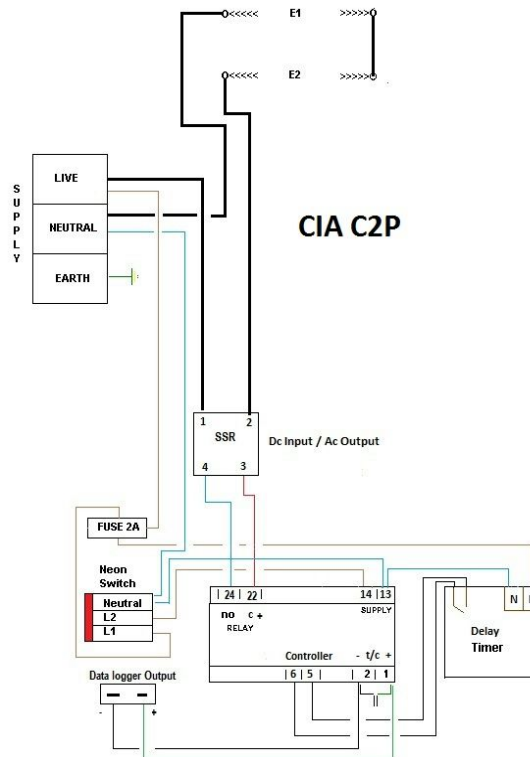 E1 >>>>>
<<<<<
<<<<< E2 >>>>>
SUPPLY
LIVE
NEUTRAL
EARTH
CIA C2P
1 2
SSR
4 3
Dc Input / Ac Output
FUSE 2A
Neon
Switch
Neutral
L2
L1
24 22 14 13
no c + SUPPLY
RELAY
Controller - t/c +
6 5 2 1
N
Delay
Timer
Data logger Output
- +